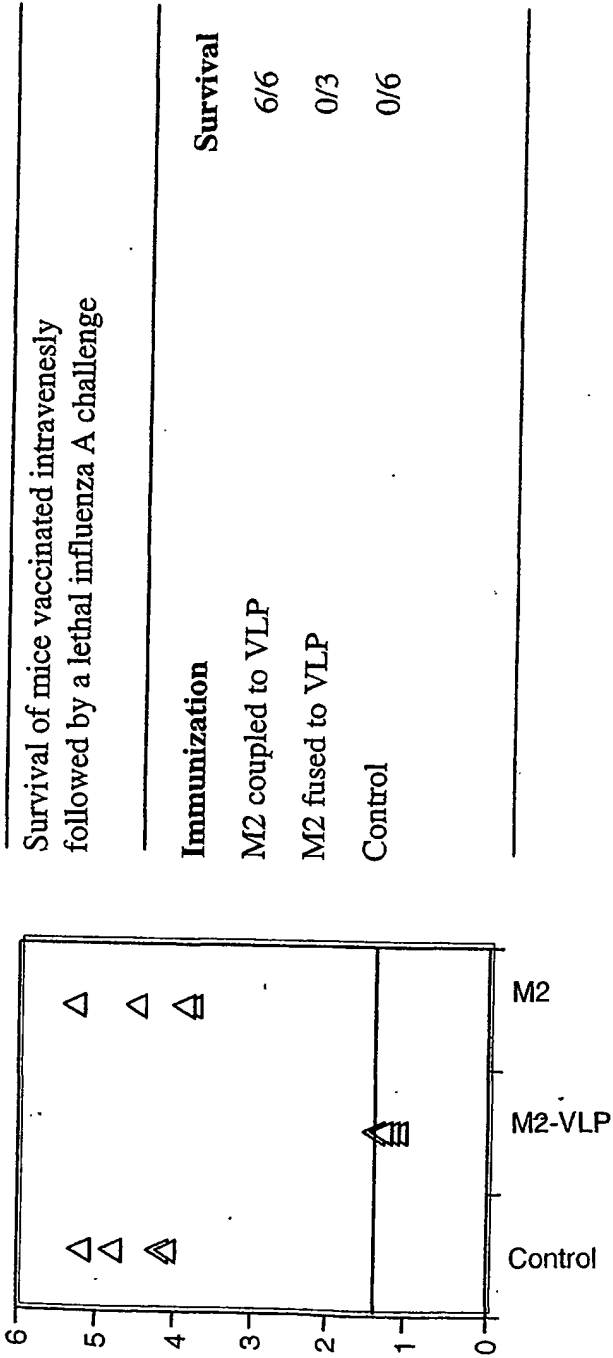 6
5
4
3
2
1
0
Control
M2-VLP
M2
Survival of mice vaccinated intravenesly
followed by a lethal influenza A challenge
Immunization Survival
M2 coupled to VLP 6/6
M2 fused to VLP 0/3
Control 0/6